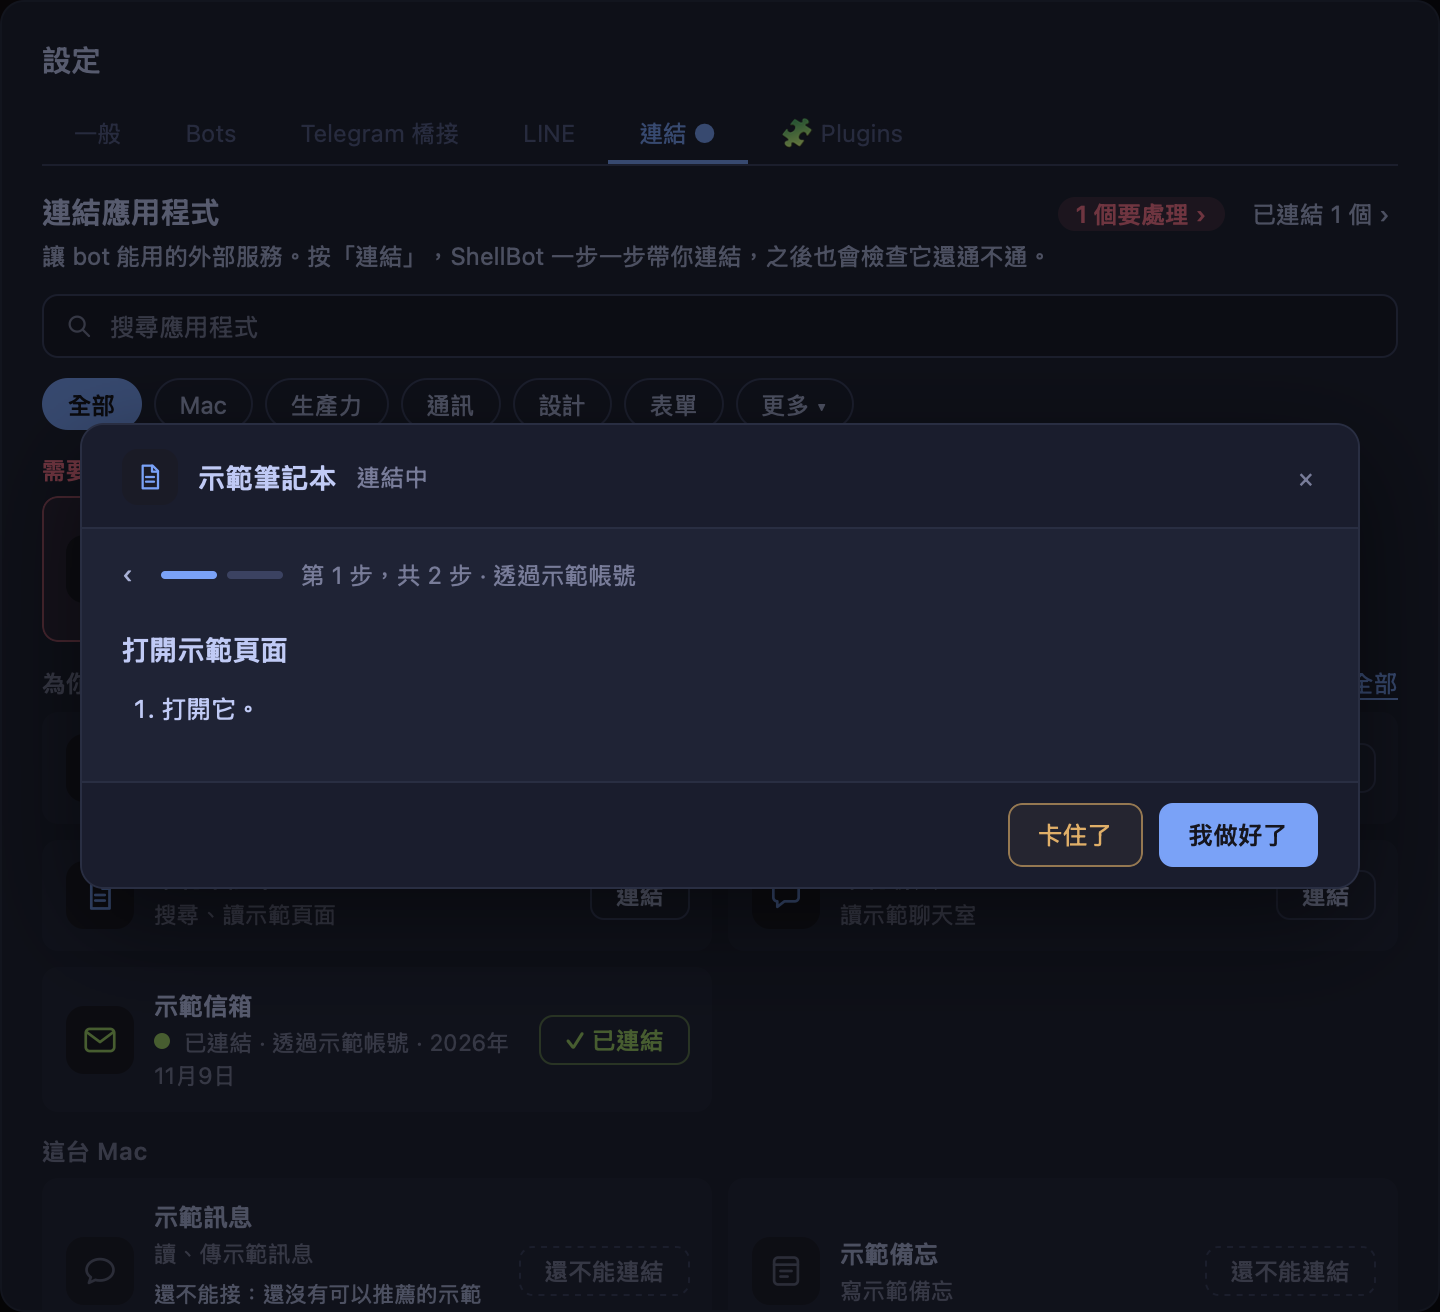 設定
一般
Bots
Telegram 橋接
LINE
連結
Plugins
連結應用程式
1 個要處理 ›
已連結 1 個 ›
讓 bot 能用的外部服務。按「連結」，ShellBot 一步一步帶你連結，之後也會檢查它還通不通。
搜尋應用程式
全部
Mac
生產力
通訊
設計
表單
更多 ▾
需要
示範筆記本 連結中
×
‹
第 1 步，共 2 步 · 透過示範帳號
打開示範頁面
1. 打開它。
為你
全部
卡住了
我做好了
搜尋、讀示範頁面
連結
讀示範聊天室
連結
示範信箱
已連結 · 透過示範帳號 · 2026年
11月9日
✓ 已連結
這台 Mac
示範訊息
讀、傳示範訊息
還不能接：還沒有可以推薦的示範
還不能連結
示範備忘
寫示範備忘
還不能連結